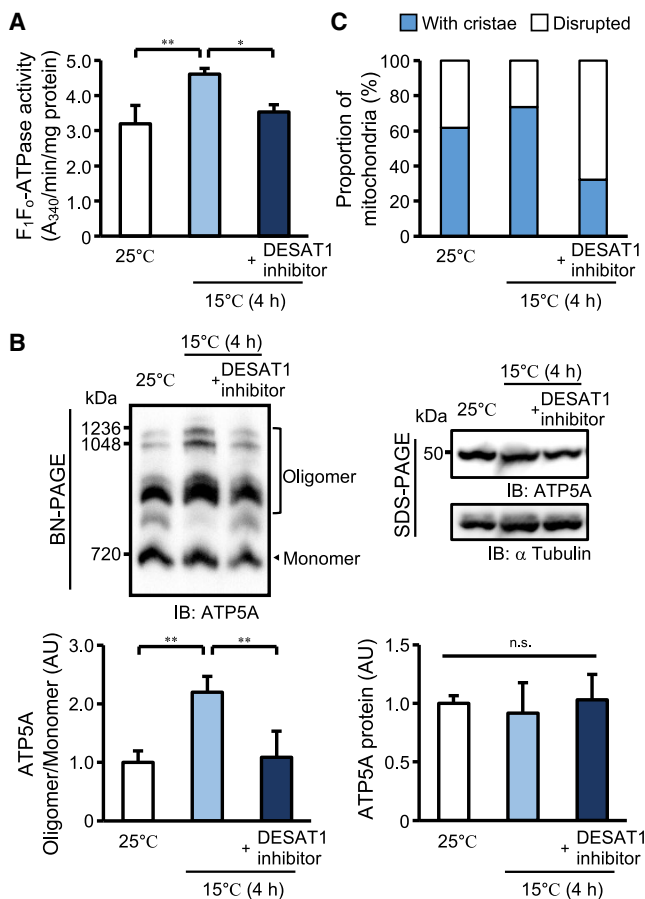 A
F₁Fₒ-ATPase activity
(A₃₄₀/min/mg protein)
5.0
4.0
3.0
2.0
1.0
0.0
**
*
25°C
+ DESAT1
inhibitor
15°C (4 h)
C
With cristae
Disrupted
Proportion of
mitochondria (%)
100
80
60
40
20
0
25°C
+ DESAT1
inhibitor
15°C (4 h)
B
15°C (4 h)
25°C
+DESAT1
inhibitor
kDa
1236
1048
720
BN-PAGE
Oligomer
Monomer
IB: ATP5A
15°C (4 h)
25°C
+DESAT1
inhibitor
kDa
50
SDS-PAGE
IB: ATP5A
IB: α Tubulin
ATP5A
Oligomer/Monomer (AU)
3.0
2.0
1.0
0
**
**
25°C
+ DESAT1
inhibitor
15°C (4 h)
ATP5A protein (AU)
1.5
1.0
0.5
0
n.s.
25°C
+ DESAT1
inhibitor
15°C (4 h)